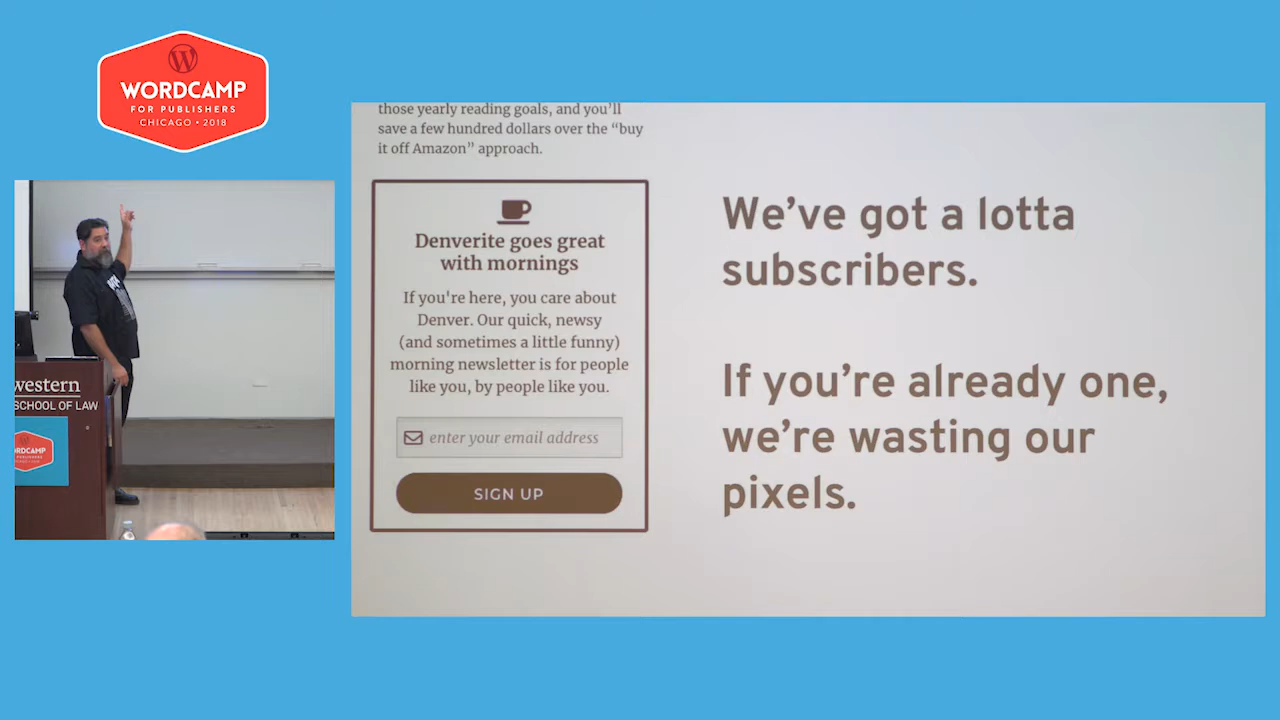 W
WORDCAMP
FOR PUBLISHERS
CHICAGO • 2018
those yearly reading goals, and you’ll
save a few hundred dollars over the “buy
it off Amazon” approach.
Denverite goes great
with mornings
If you're here, you care about
Denver. Our quick, newsy
(and sometimes a little funny)
morning newsletter is for people
like you, by people like you.
enter your email address
SIGN UP
We’ve got a lotta
subscribers.
If you’re already one,
we’re wasting our
pixels.
western
SCHOOL OF LAW